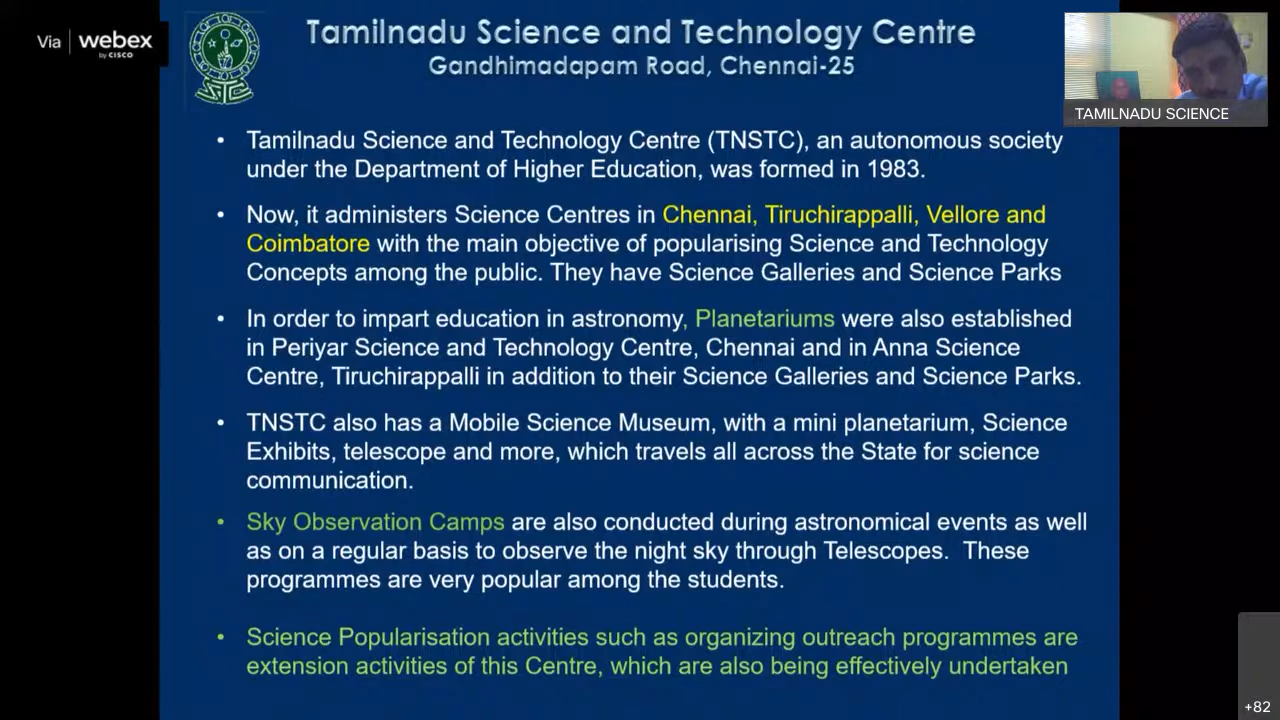 Via | webex
by CISCO
Tamilnadu Science and Technology Centre
Gandhimadapam Road, Chennai-25
TAMILNADU SCIENCE
• Tamilnadu Science and Technology Centre (TNSTC), an autonomous society
under the Department of Higher Education, was formed in 1983.
• Now, it administers Science Centres in Chennai, Tiruchirappalli, Vellore and
Coimbatore with the main objective of popularising Science and Technology
Concepts among the public. They have Science Galleries and Science Parks
• In order to impart education in astronomy, Planetariums were also established
in Periyar Science and Technology Centre, Chennai and in Anna Science
Centre, Tiruchirappalli in addition to their Science Galleries and Science Parks.
• TNSTC also has a Mobile Science Museum, with a mini planetarium, Science
Exhibits, telescope and more, which travels all across the State for science
communication.
• Sky Observation Camps are also conducted during astronomical events as well
as on a regular basis to observe the night sky through Telescopes.  These
programmes are very popular among the students.
• Science Popularisation activities such as organizing outreach programmes are
extension activities of this Centre, which are also being effectively undertaken
+82